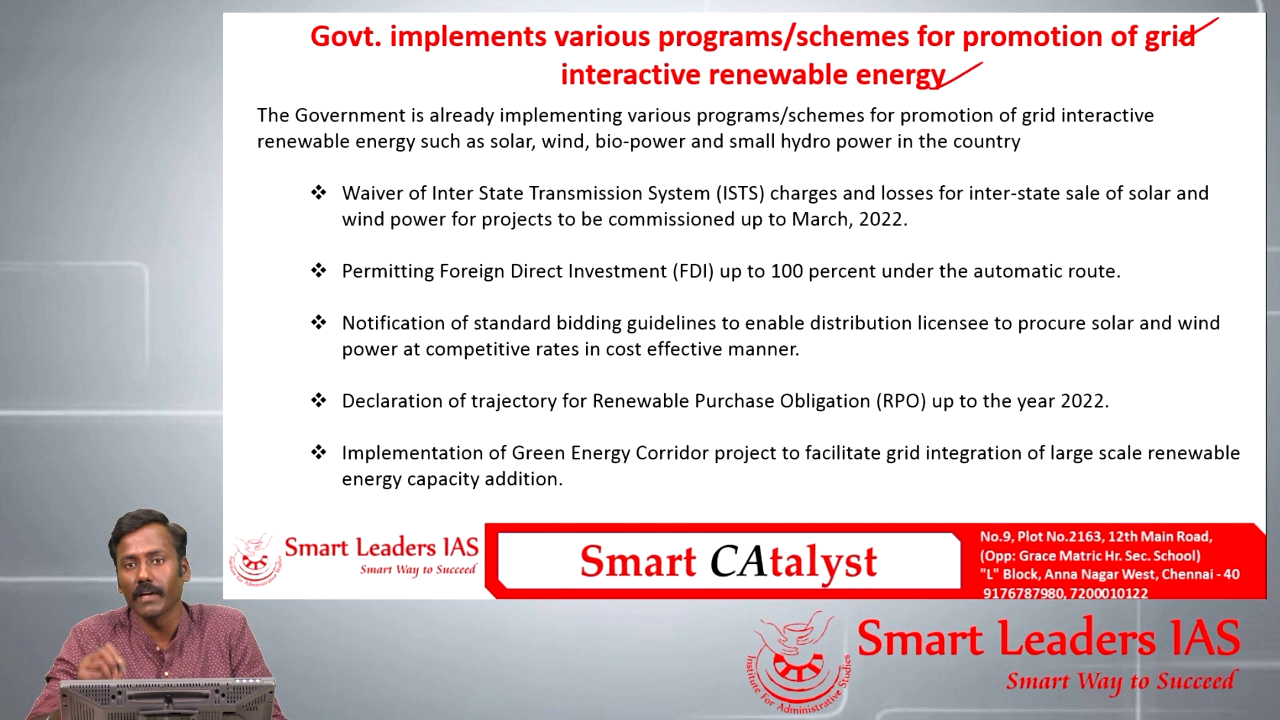 Govt. implements various programs/schemes for promotion of grid
interactive renewable energy
The Government is already implementing various programs/schemes for promotion of grid interactive
renewable energy such as solar, wind, bio-power and small hydro power in the country
❖ Waiver of Inter State Transmission System (ISTS) charges and losses for inter-state sale of solar and
wind power for projects to be commissioned up to March, 2022.
❖ Permitting Foreign Direct Investment (FDI) up to 100 percent under the automatic route.
❖ Notification of standard bidding guidelines to enable distribution licensee to procure solar and wind
power at competitive rates in cost effective manner.
❖ Declaration of trajectory for Renewable Purchase Obligation (RPO) up to the year 2022.
❖ Implementation of Green Energy Corridor project to facilitate grid integration of large scale renewable
energy capacity addition.
Smart Leaders IAS
Smart Way to Succeed
Smart CAtalyst
No.9, Plot No.2163, 12th Main Road,
(Opp: Grace Matric Hr. Sec. School)
"L" Block, Anna Nagar West, Chennai - 40
9176787980, 7200010122
Institute For Administrative Studies
Smart Leaders IAS
Smart Way to Succeed